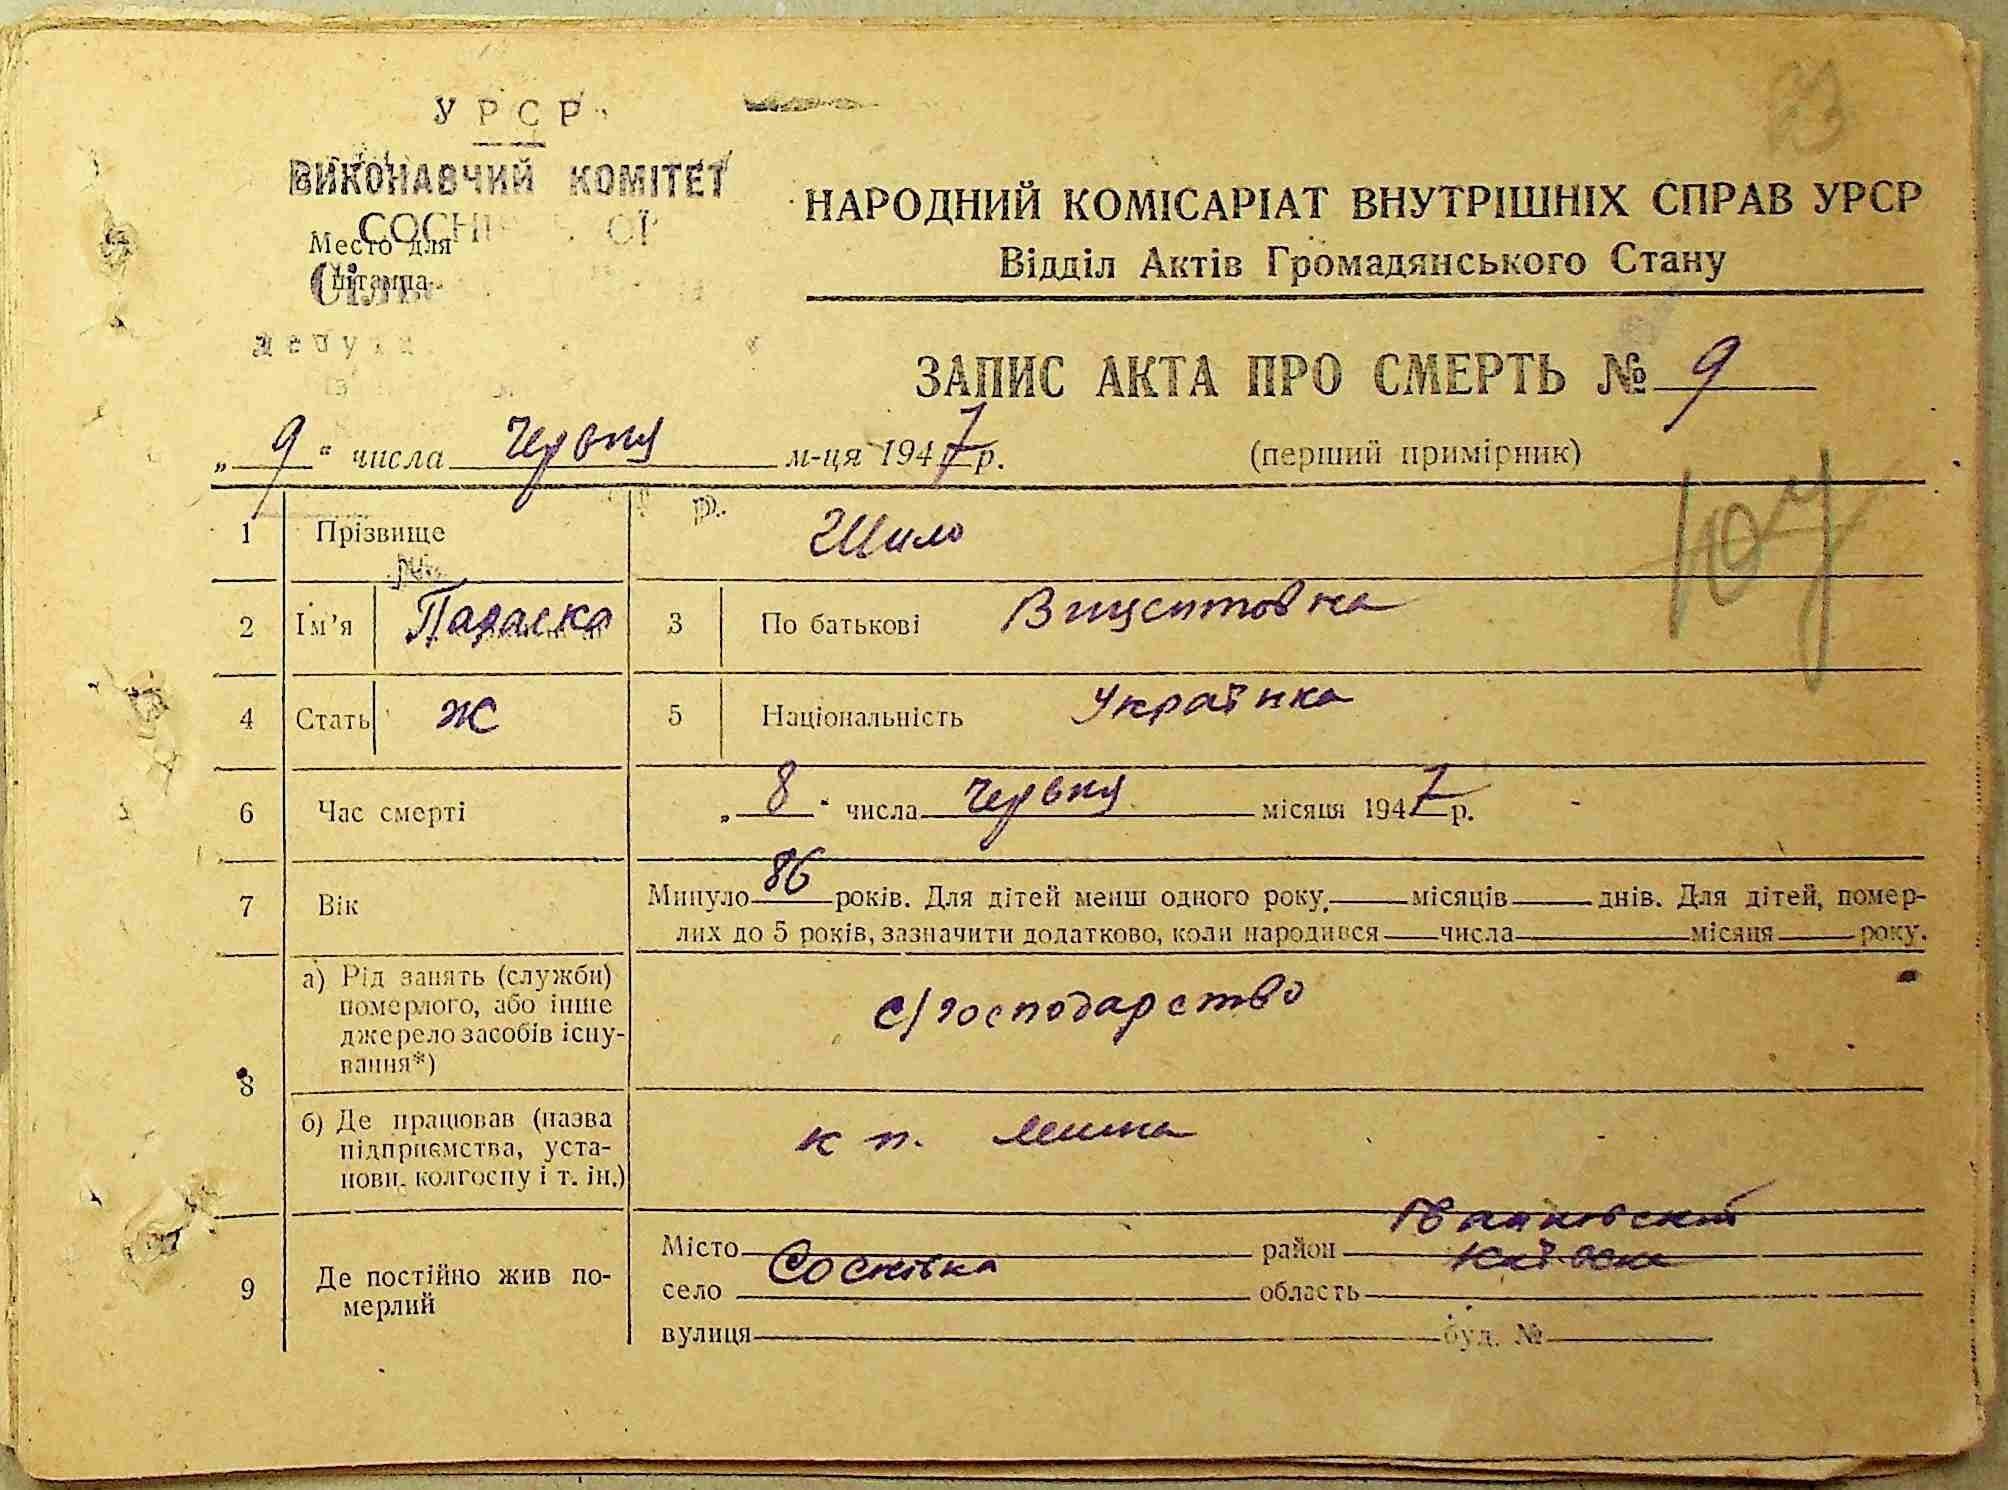 УРСР
ВИКОНАВЧИЙ КОМІТЕТ
Место для
штампа
НАРОДНИЙ КОМІСАРІАТ ВНУТРІШНІХ СПРАВ УРСР
Відділ Актів Громадянського Стану
ЗАПИС АКТА ПРО СМЕРТЬ № 9
„9“ числа Червня м-ця 1947 р. (перший примірник)
107
1 Прізвище Шило
2 Ім'я Параска 3 По батькові
4 Стать Ж 5 Національність Українка
6 Час смерті „8“ числа Червня місяця 1947 р.
7 Вік Минуло 86 років. Для дітей менш одного року, місяців днів. Для дітей, помер-
лих до 5 років, зазначити додатково, коли народився числа місяця року.
8 а) Рід занять (служби)
померлого, або інше
джерело засобів існу-
вання*)
с/господарство
б) Де працював (назва
підприємства, уста-
нови, колгоспу і т. ін.)
к п.
9 Де постійно жив по-
мерлий
Місто район
село Соснівка область Київска
вулиця буд. №